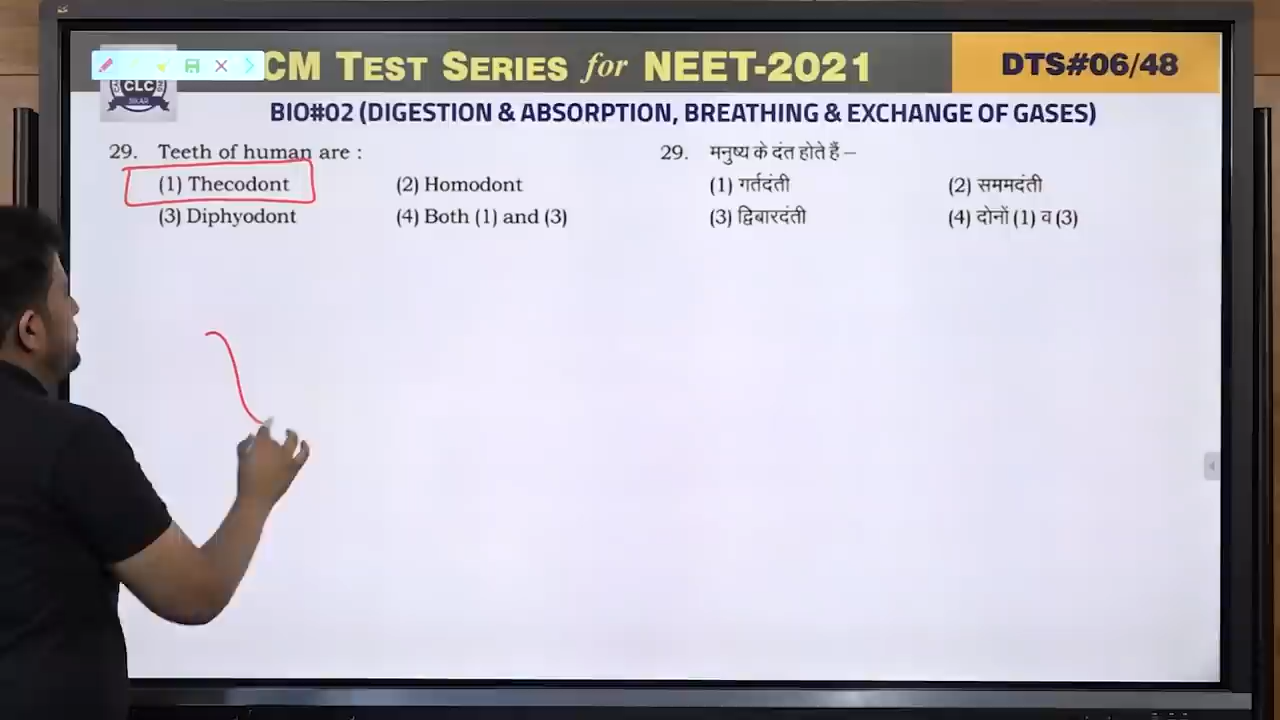 CM TEST SERIES for NEET-2021
DTS#06/48
CLC
SIKAR
BIO#02 (DIGESTION & ABSORPTION, BREATHING & EXCHANGE OF GASES)
29. Teeth of human are :
(1) Thecodont (2) Homodont
(3) Diphyodont (4) Both (1) and (3)
29. मनुष्य के दंत होते हैं –
(1) गर्तदंती (2) सममदंती
(3) द्विबारदंती (4) दोनों (1) व (3)